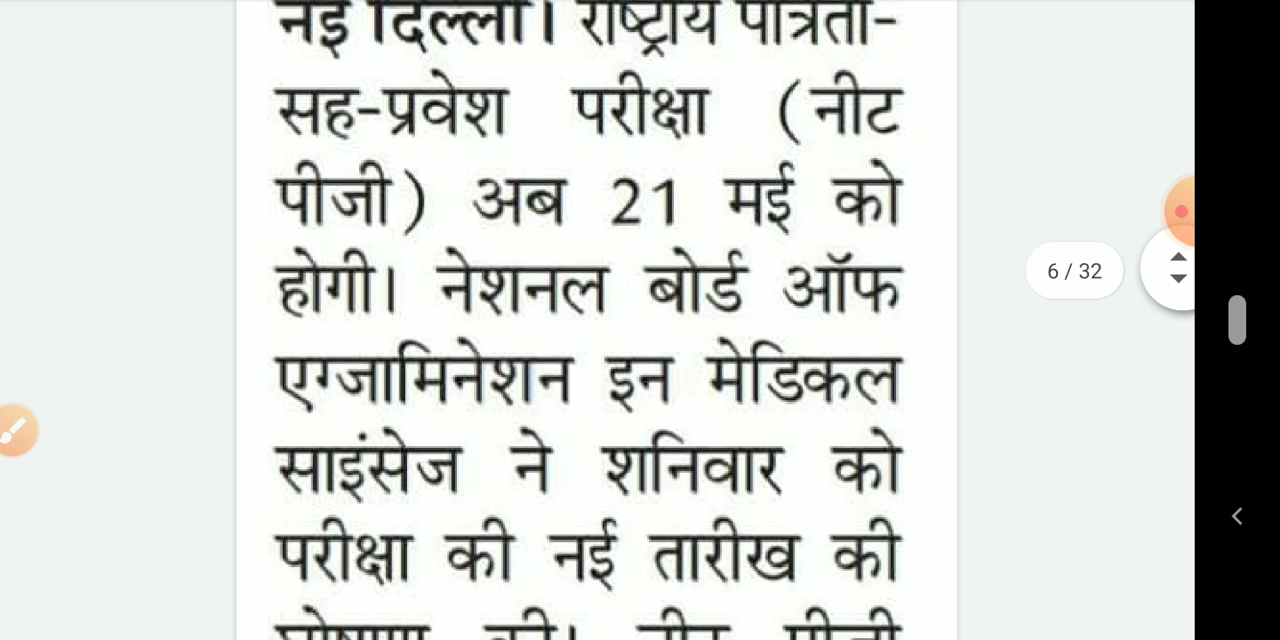 नई दिल्ली। राष्ट्रीय पात्रता-
सह-प्रवेश परीक्षा (नीट
पीजी) अब 21 मई को
होगी। नेशनल बोर्ड ऑफ
एग्जामिनेशन इन मेडिकल
साइंसेज ने शनिवार को
परीक्षा की नई तारीख की
घोषणा की। नीट पीजी
6 / 32